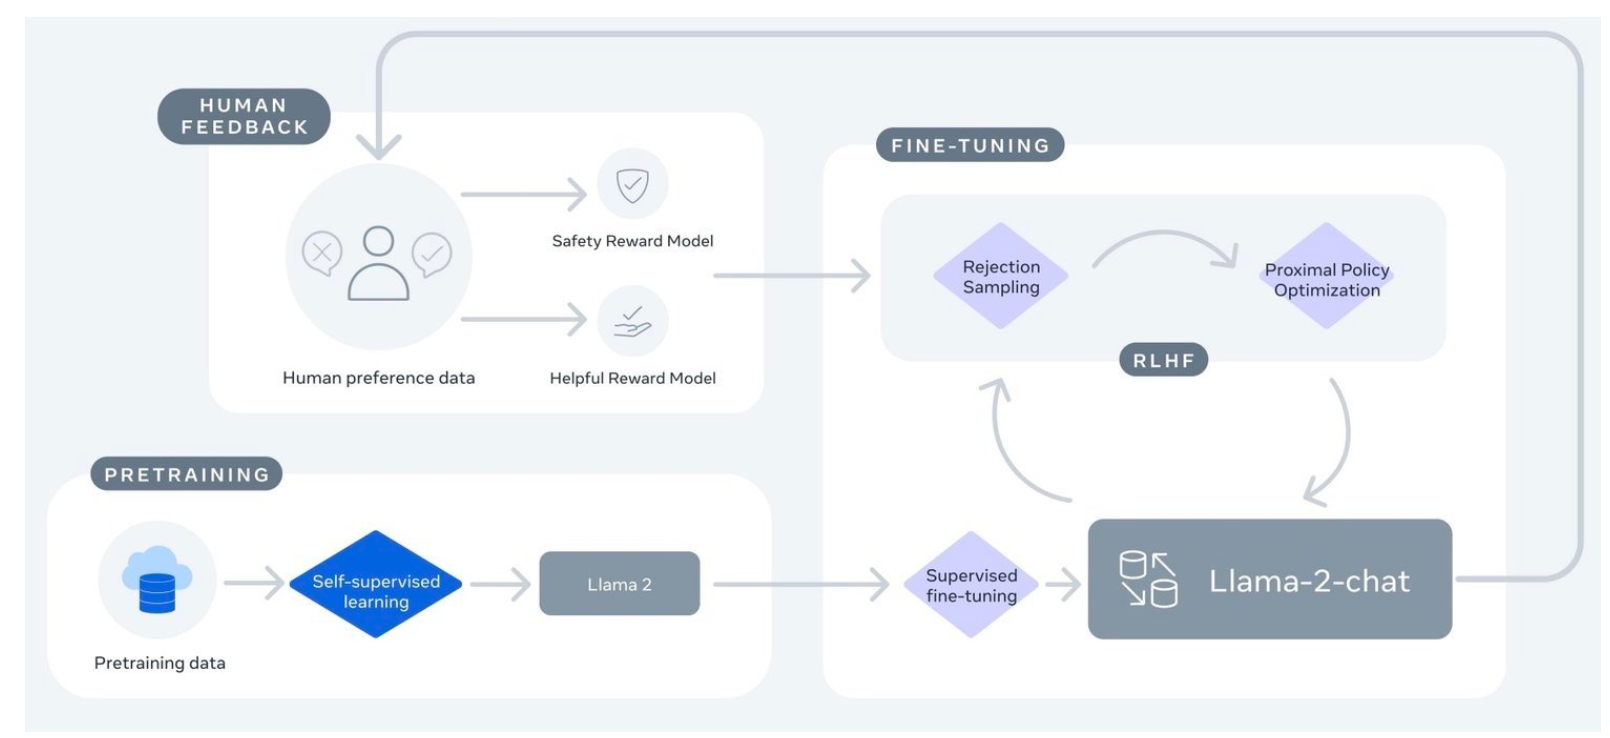 HUMAN
FEEDBACK
Safety Reward Model
Human preference data
Helpful Reward Model
FINE-TUNING
Rejection
Sampling
Proximal Policy
Optimization
RLHF
PRETRAINING
Self-supervised
learning
Llama 2
Pretraining data
Supervised
fine-tuning
Llama-2-chat